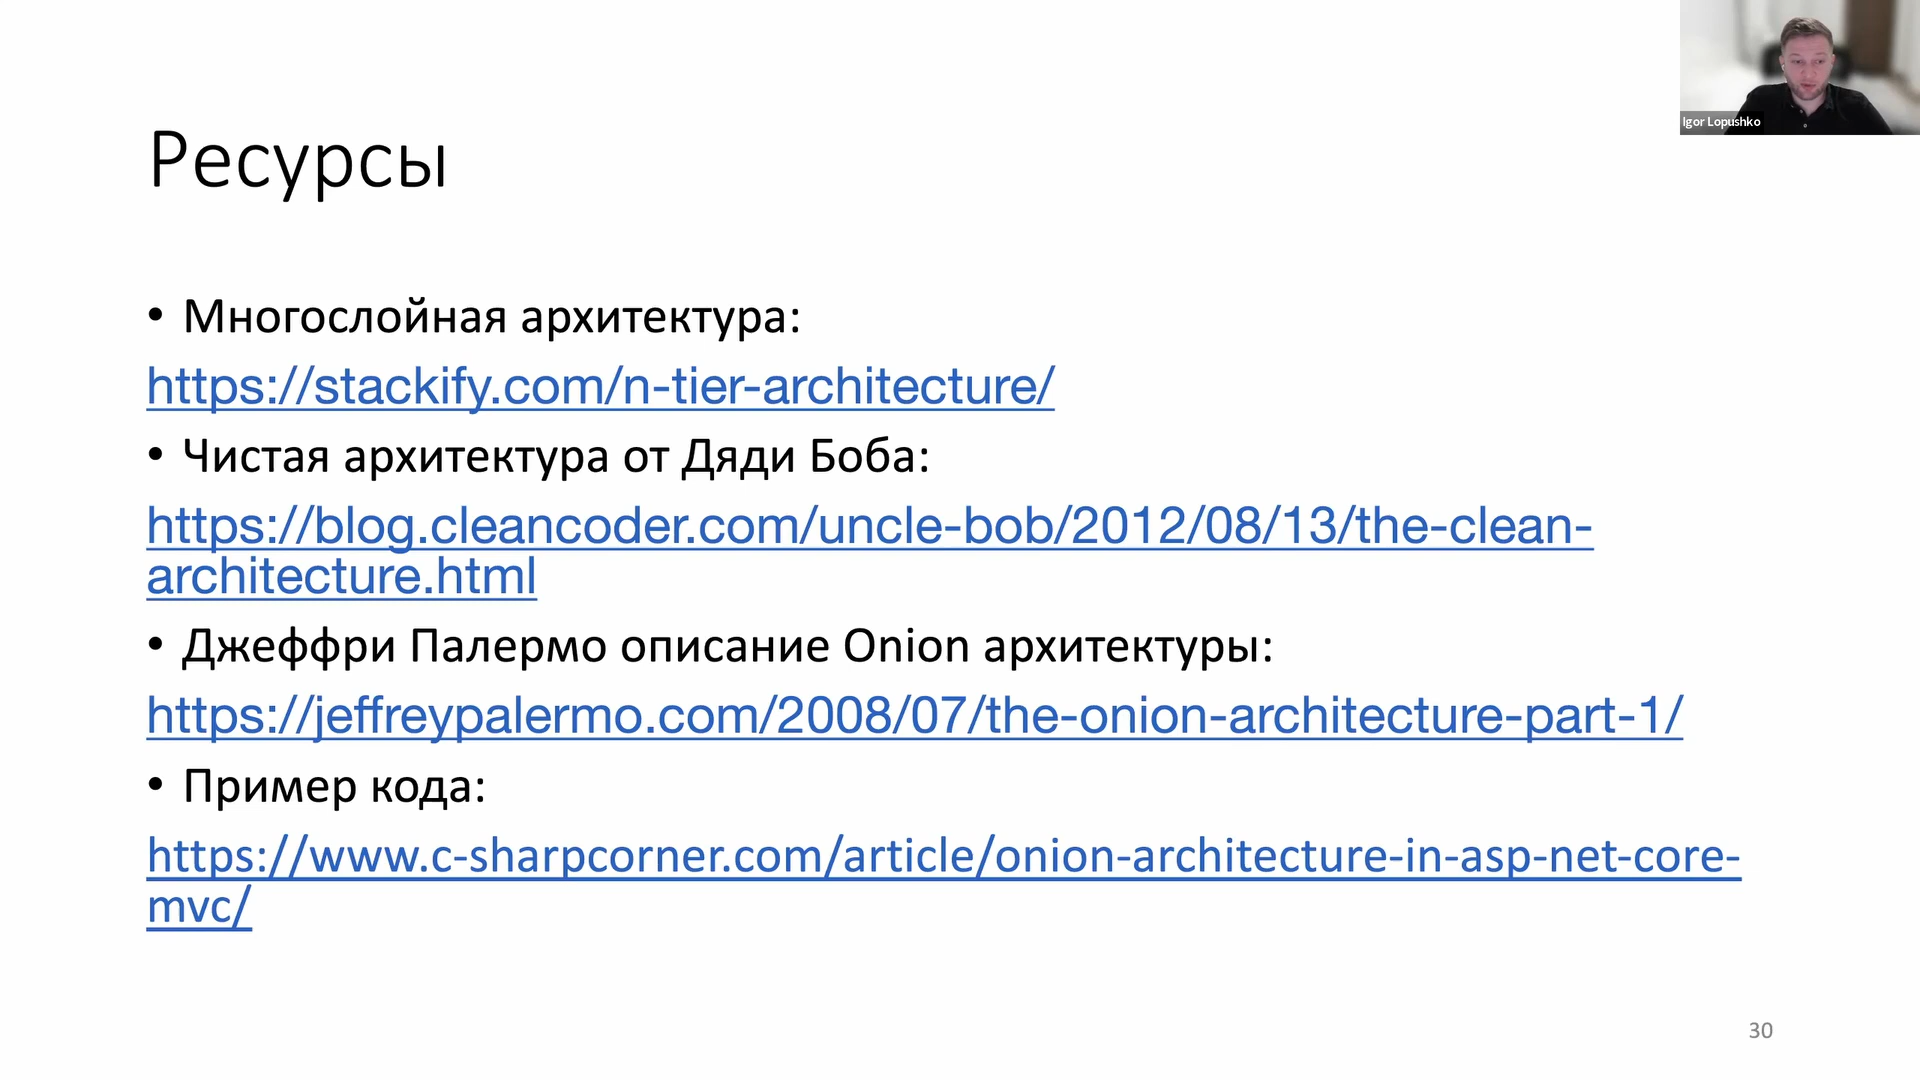 Igor Lopushko
Ресурсы
• Многослойная архитектура:
https://stackify.com/n-tier-architecture/
• Чистая архитектура от Дяди Боба:
https://blog.cleancoder.com/uncle-bob/2012/08/13/the-clean-
architecture.html
• Джеффри Палермо описание Onion архитектуры:
https://jeffreypalermo.com/2008/07/the-onion-architecture-part-1/
• Пример кода:
https://www.c-sharpcorner.com/article/onion-architecture-in-asp-net-core-
mvc/
30